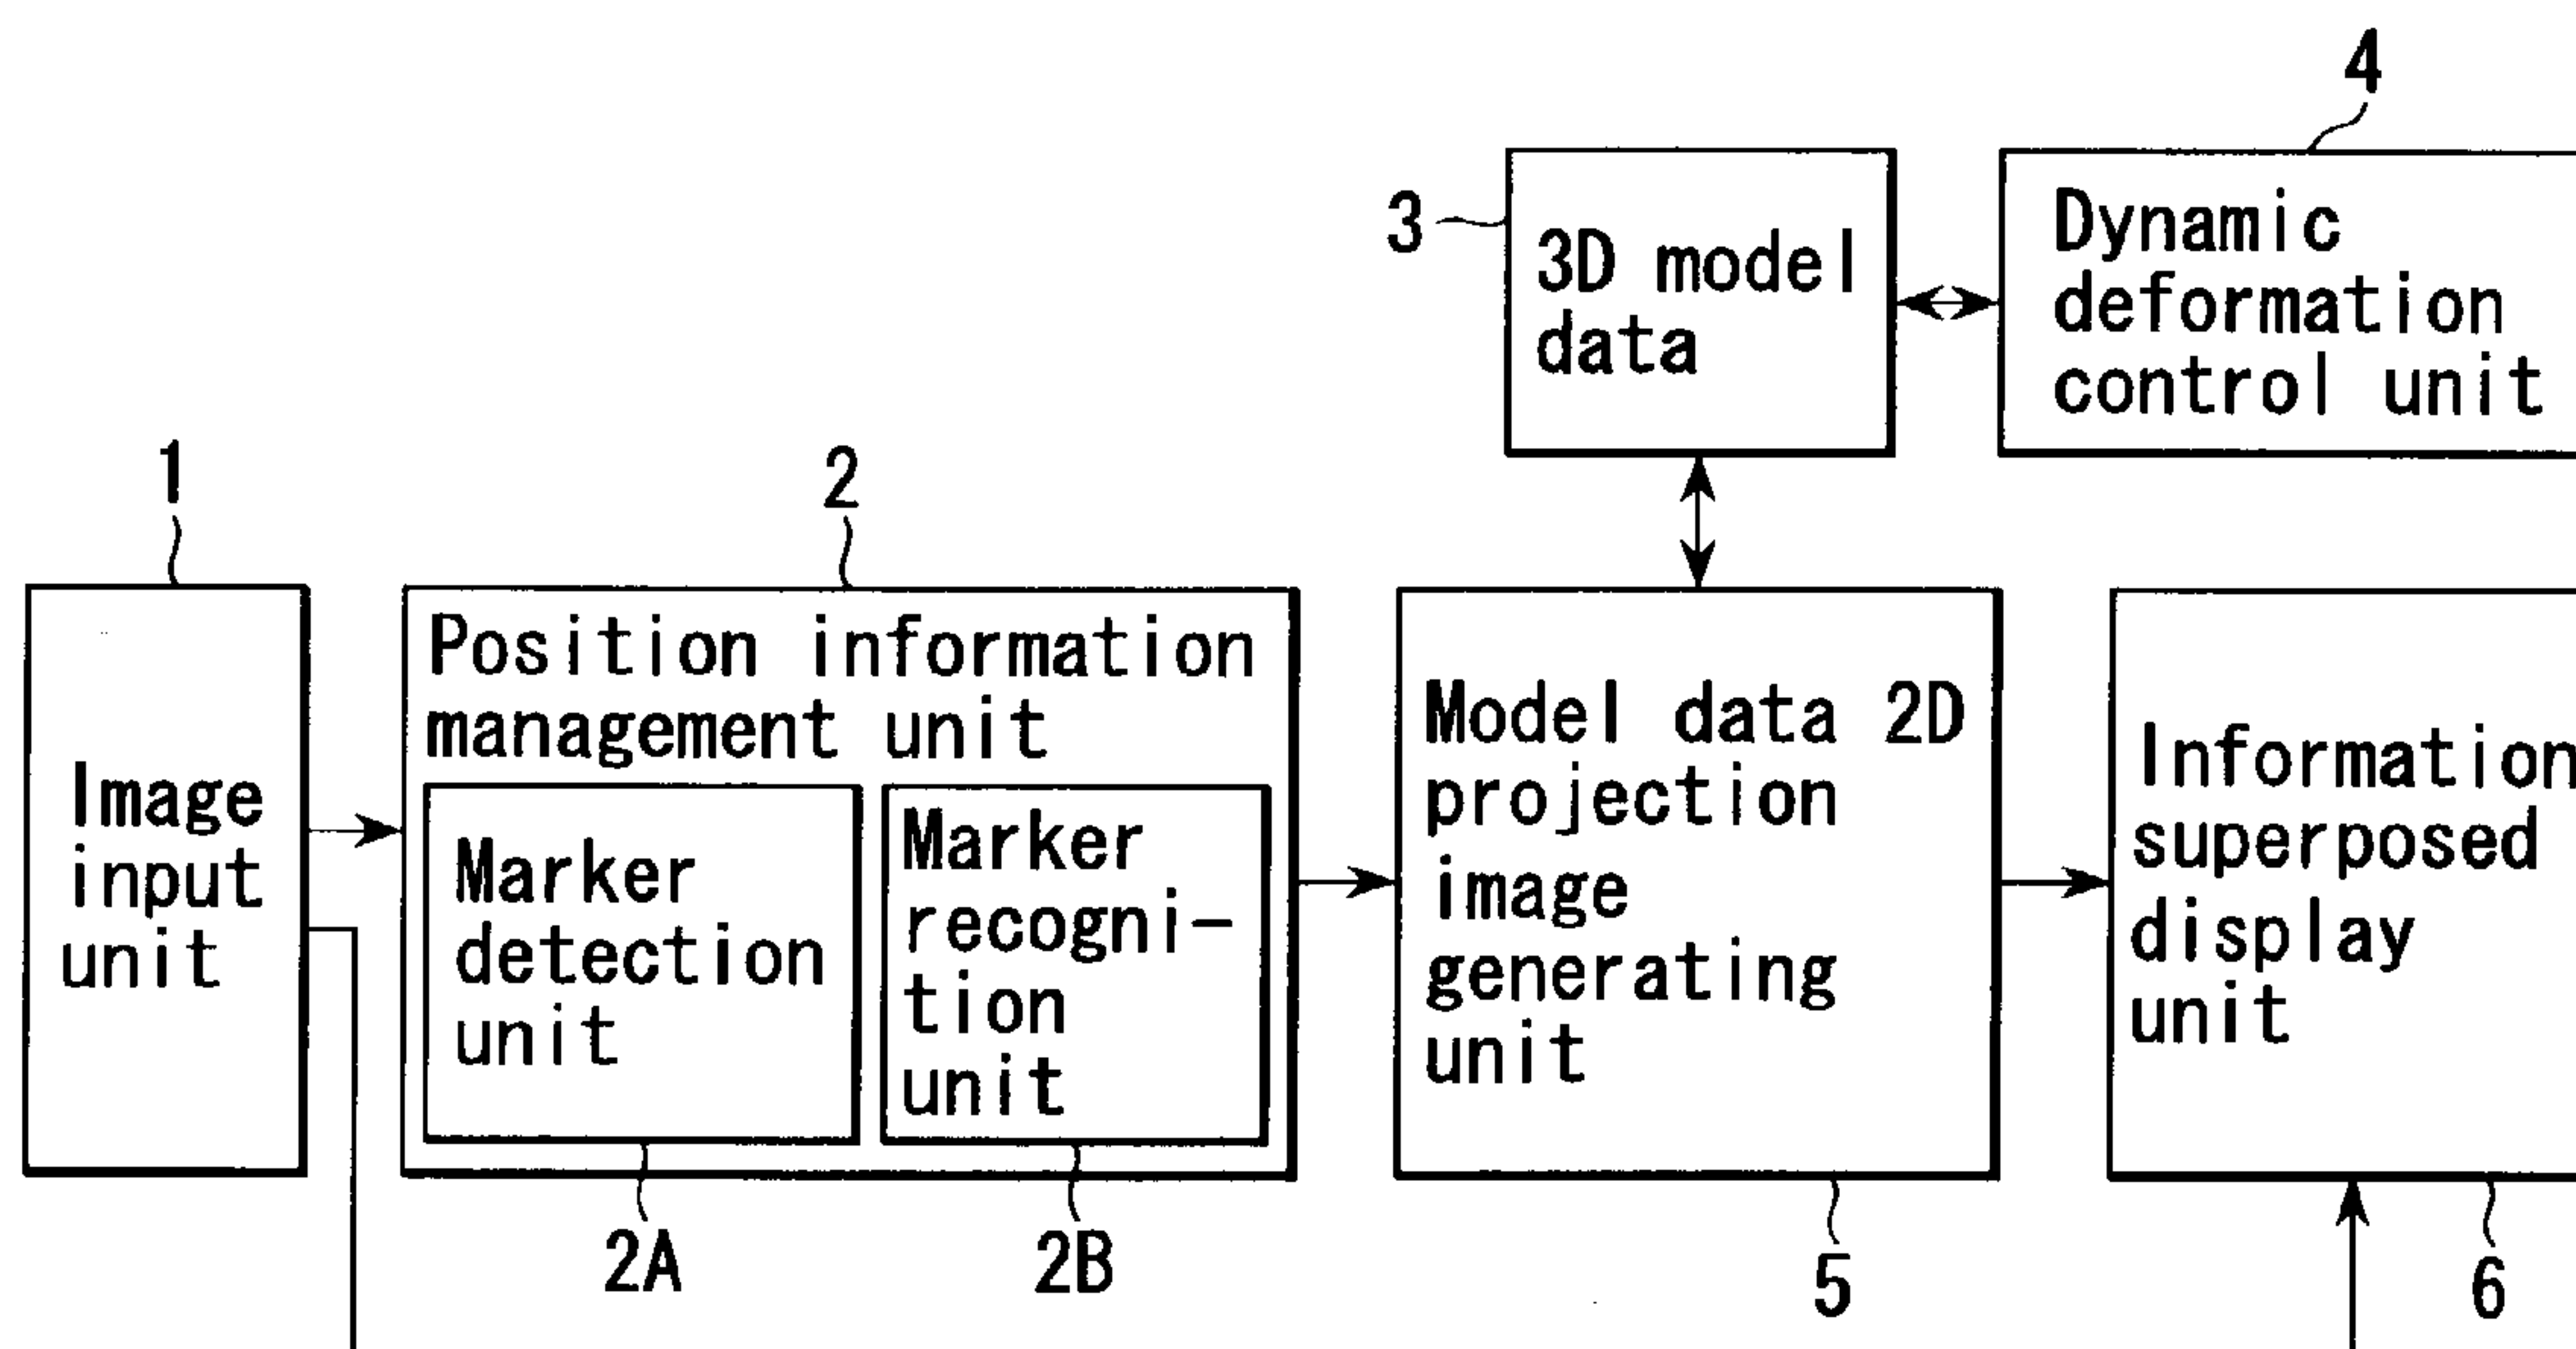 4
3
3D model
data
Dynamic
deformation
control unit
1
2
Image
input
unit
Position information
management unit
Marker
detection
unit
Marker
recogni-
tion
unit
Model data 2D
projection
image
generating
unit
Information
superposed
display
unit
2A
2B
5
6